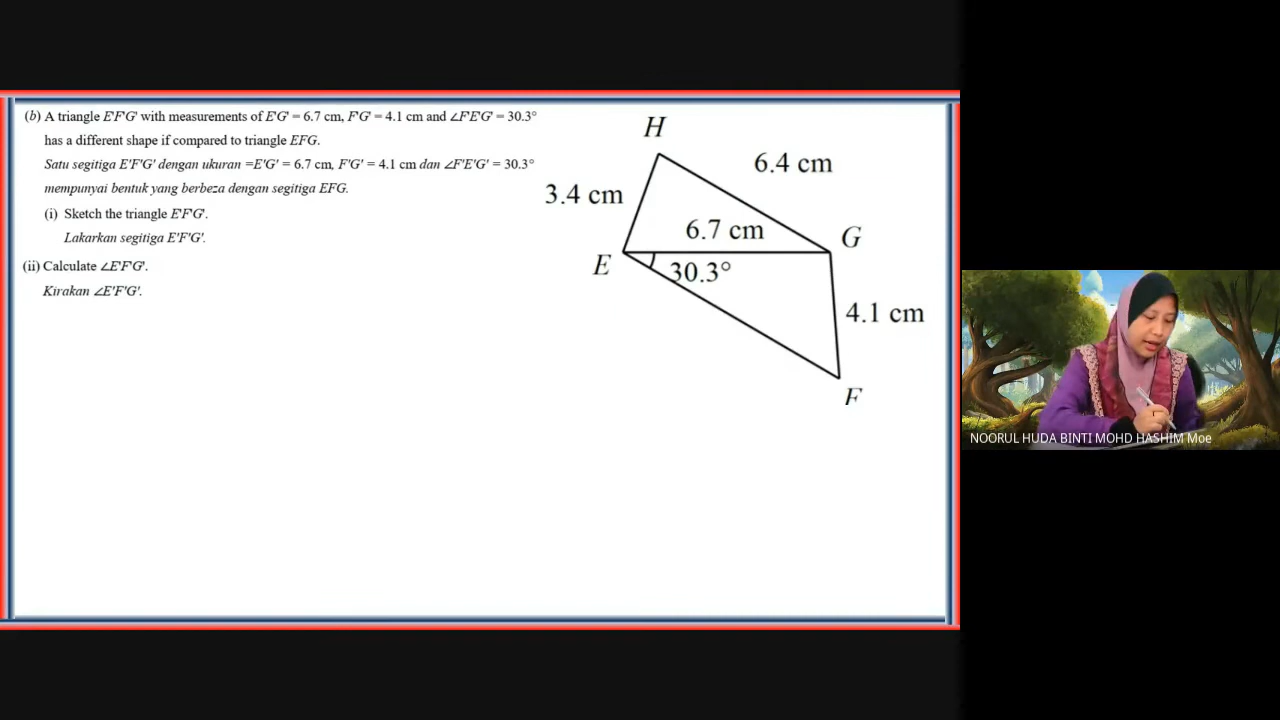 (b) A triangle E'F'G' with measurements of E'G' = 6.7 cm, F'G' = 4.1 cm and ∠F'E'G' = 30.3°
has a different shape if compared to triangle EFG.
Satu segitiga E'F'G' dengan ukuran =E'G' = 6.7 cm, F'G' = 4.1 cm dan ∠F'E'G' = 30.3°
mempunyai bentuk yang berbeza dengan segitiga EFG.
(i) Sketch the triangle E'F'G'.
Lakarkan segitiga E'F'G'.
(ii) Calculate ∠E'F'G'.
Kirakan ∠E'F'G'.
H
6.4 cm
3.4 cm
6.7 cm
G
E
30.3°
4.1 cm
F
NOORUL HUDA BINTI MOHD HASHIM Moe